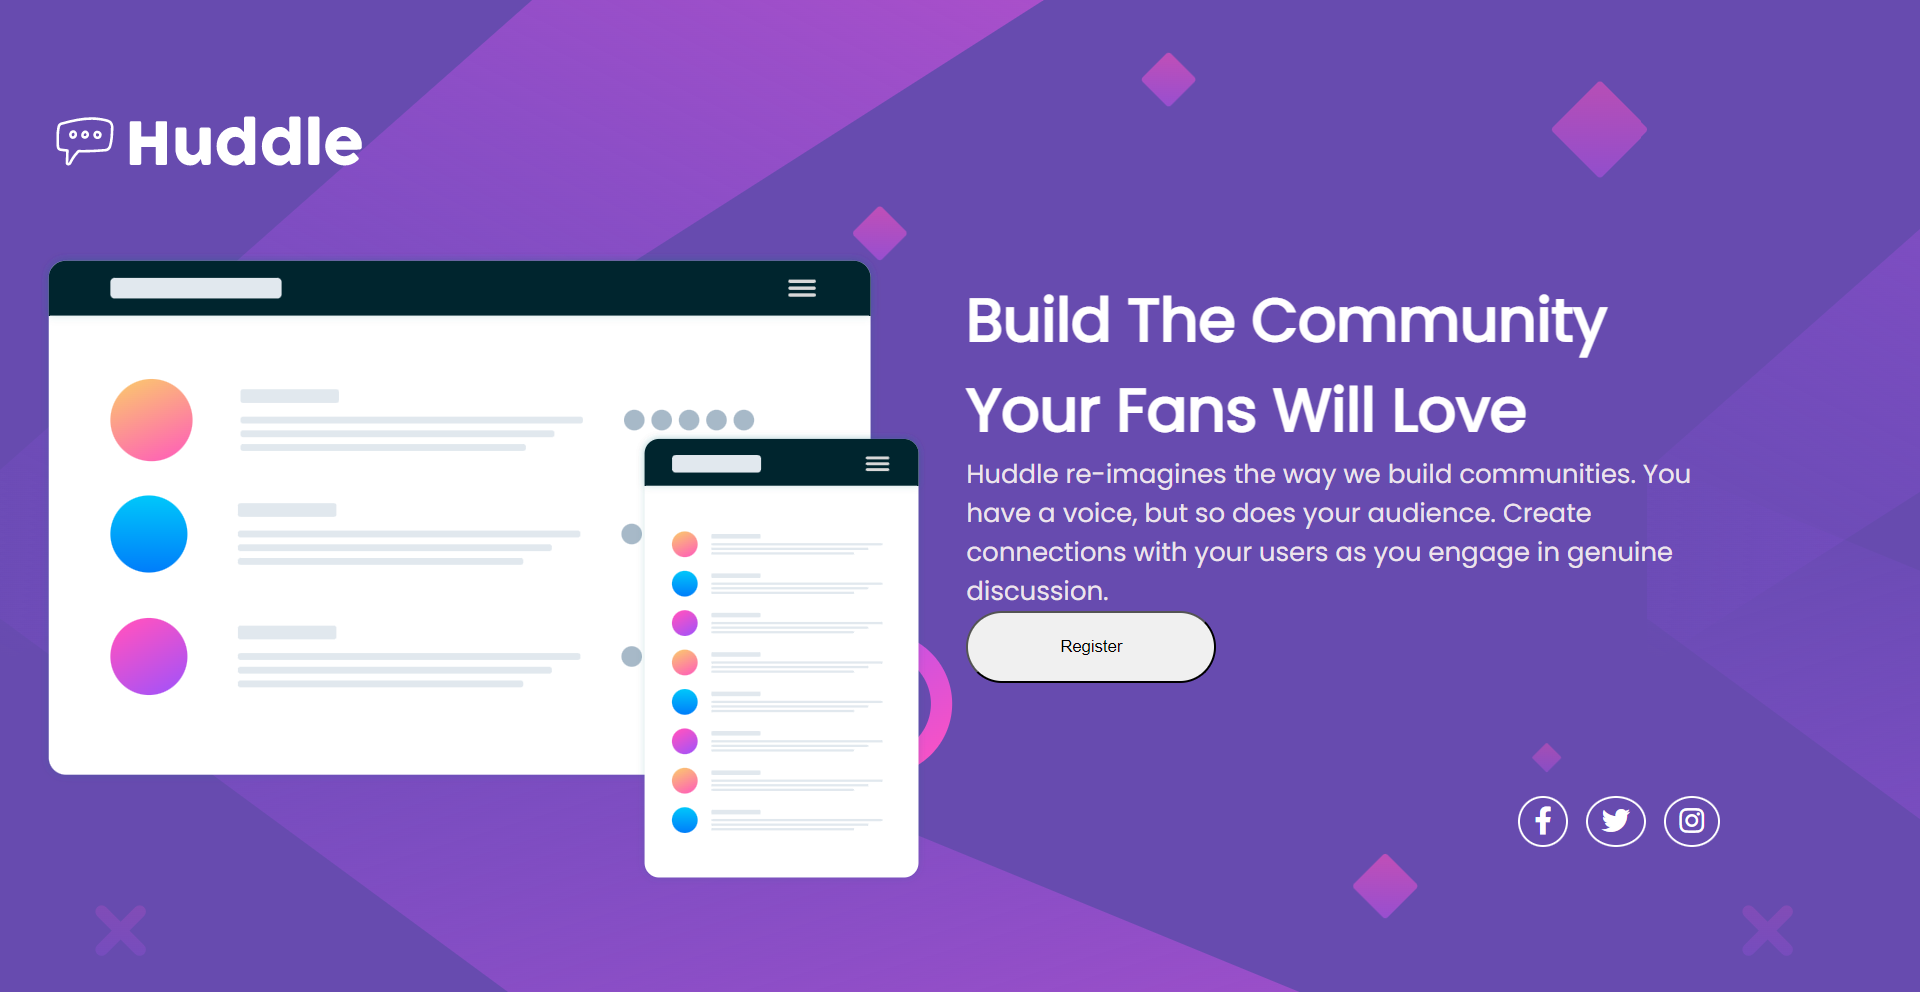 Huddle
Build The Community
Your Fans Will Love
Huddle re-imagines the way we build communities. You
have a voice, but so does your audience. Create
connections with your users as you engage in genuine
discussion.
Register